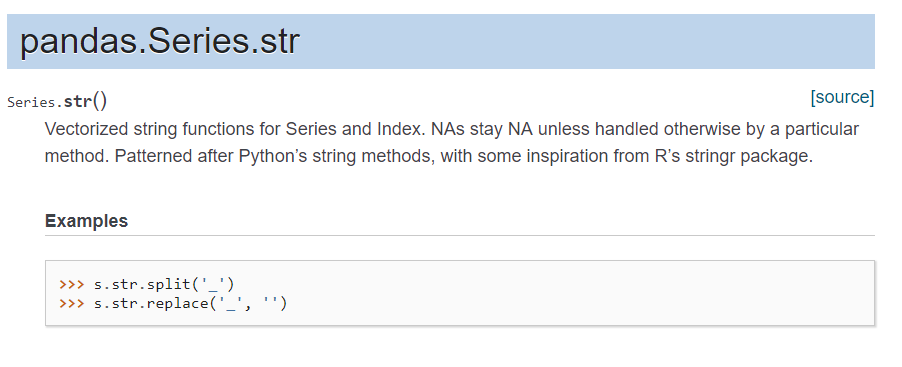 pandas.Series.str
Series.str() [source]
Vectorized string functions for Series and Index. NAs stay NA unless handled otherwise by a particular
method. Patterned after Python’s string methods, with some inspiration from R’s stringr package.
Examples
>>> s.str.split('_')
>>> s.str.replace('_', '')